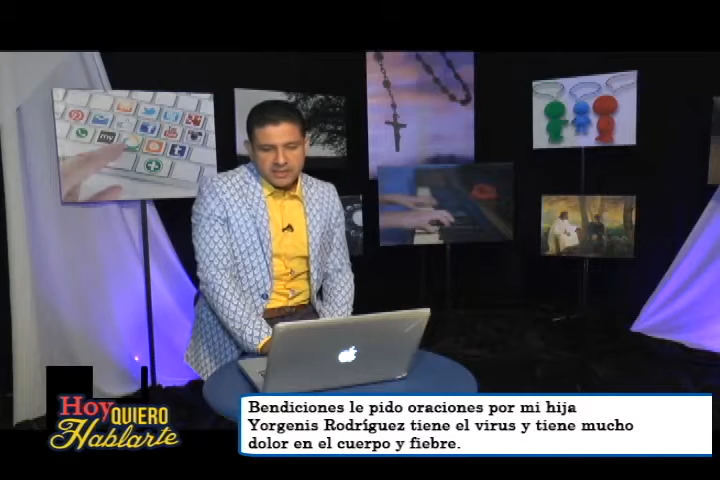 my
Hoy QUIERO
Hablarte
Bendiciones le pido oraciones por mi hija
Yorgenis Rodríguez tiene el virus y tiene mucho
dolor en el cuerpo y fiebre.